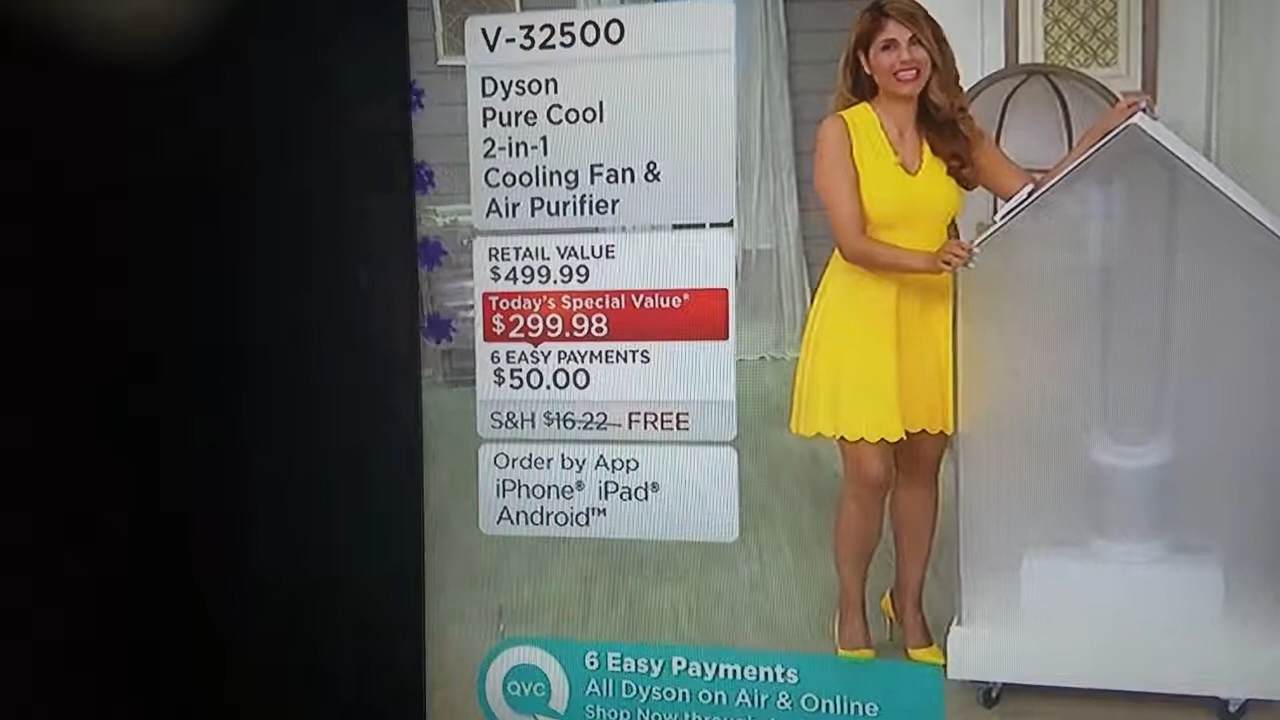 V-32500
Dyson
Pure Cool
2-in-1
Cooling Fan &
Air Purifier
RETAIL VALUE
$499.99
Today's Special Value®
$299.98
6 EASY PAYMENTS
$50.00
S&H $16.22 FREE
Order by App
iPhone® iPad®
Android™
QVC
6 Easy Payments
All Dyson on Air & Online
Shop Now